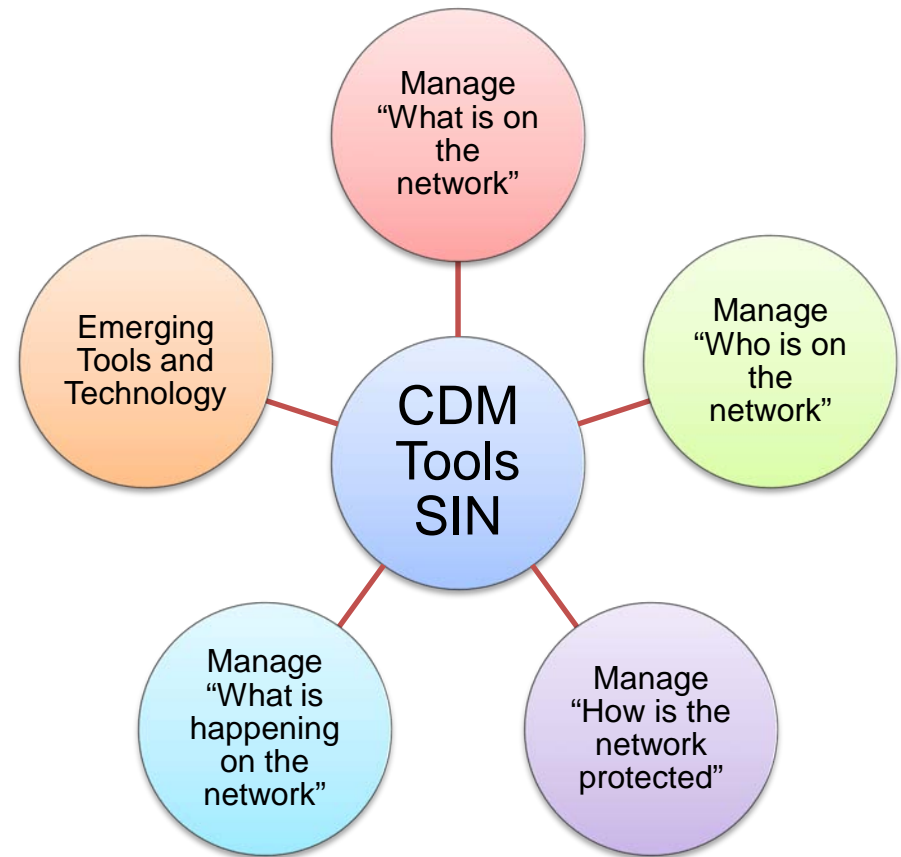 Manage
“What is on
the
network”
Emerging
Tools and
Technology
Manage
“Who is on
the
network”
CDM
Tools
SIN
Manage
“What is
happening
on the
network”
Manage
“How is the
network
protected”